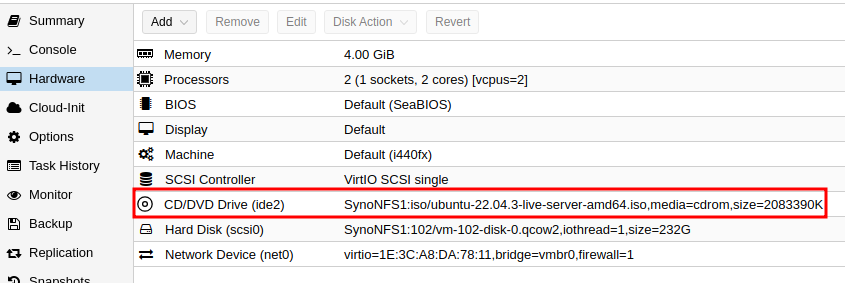 Summary
Console
Hardware
Cloud-Init
Options
Task History
Monitor
Backup
Replication
Snapshots
Add Remove Edit Disk Action Revert
Memory 4.00 GiB
Processors 2 (1 sockets, 2 cores) [vcpus=2]
BIOS Default (SeaBIOS)
Display Default
Machine Default (i440fx)
SCSI Controller VirtIO SCSI single
CD/DVD Drive (ide2) SynoNFS1:iso/ubuntu-22.04.3-live-server-amd64.iso,media=cdrom,size=2083390K
Hard Disk (scsi0) SynoNFS1:102/vm-102-disk-0.qcow2,iothread=1,size=232G
Network Device (net0) virtio=1E:3C:A8:DA:78:11,bridge=vmbr0,firewall=1